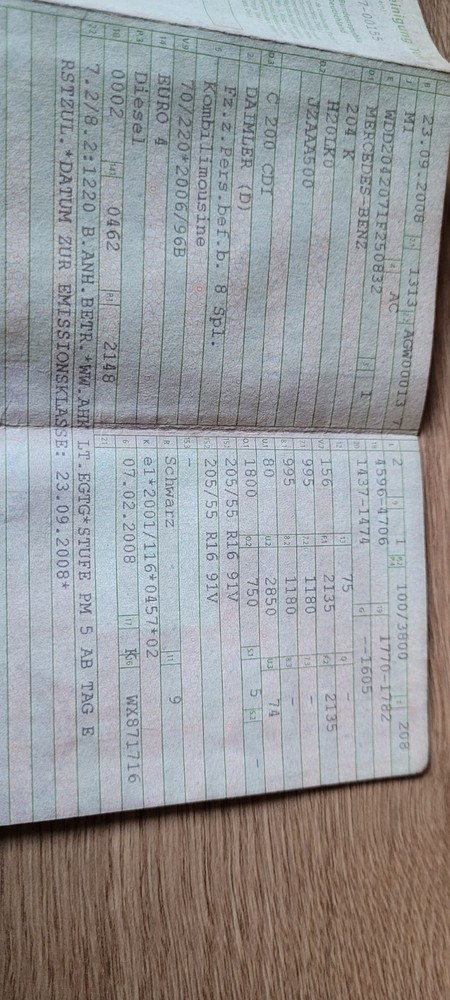 23.09.2008 1313 AGW00013 7
M1 AC
WDD2042071F250832 1
MERCEDES-BENZ
204 K
H20UK0
JZAA500
C 200 CDI
DAIMLER (D)
Fz.z.Pers.bef.b. 8 Spl.
Kombilimousine
70/220*2006/96B
EURO 4
Diesel
0002 0462 2148
2 1 100/3800 208
4596-4706 1770-1782
1437-1474 --1605
75 -
156 2135 2135
995 1180 -
995 1180 -
80 2850 74
1800 750 5 -
205/55 R16 91V
205/55 R16 91V
-
Schwarz 9
e1*2001/116*0457*02
07.02.2008 K WX871716
7.2/8.2:1220 B.ANH.BETR.*WW.AHK LT.EGTG*STUFE PM 5 AB TAG E
RSTZUL.*DATUM ZUR EMISSIONSKLASSE: 23.09.2008*